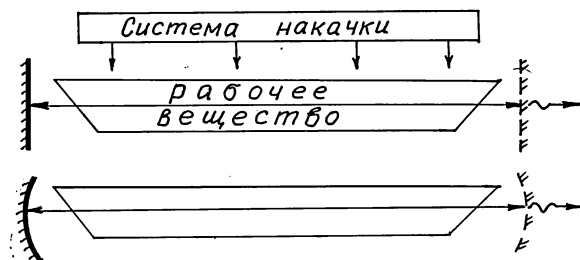 Система накачки
рабочее
вещество